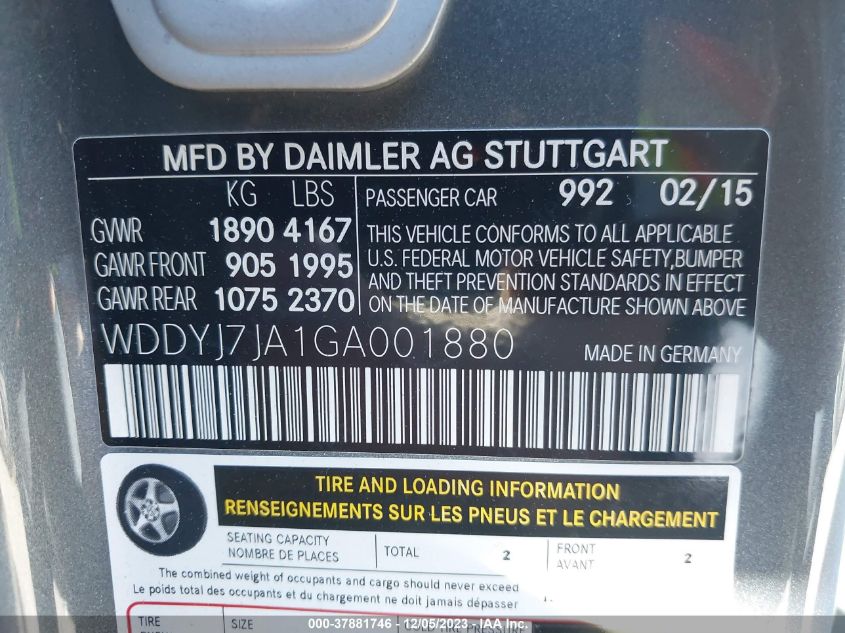 MFD BY DAIMLER AG STUTTGART
KG LBS
GVWR 1890 4167
GAWR FRONT 905 1995
GAWR REAR 1075 2370
PASSENGER CAR 992 02/15
THIS VEHICLE CONFORMS TO ALL APPLICABLE
U.S. FEDERAL MOTOR VEHICLE SAFETY,BUMPER
AND THEFT PREVENTION STANDARDS IN EFFECT
ON THE DATE OF MANUFACTURE SHOWN ABOVE
WDDYJ7JA1GA001880 MADE IN GERMANY
TIRE AND LOADING INFORMATION
RENSEIGNEMENTS SUR LES PNEUS ET LE CHARGEMENT
SEATING CAPACITY
NOMBRE DE PLACES
TOTAL 2
FRONT
AVANT 2
The combined weight of occupants and cargo should never exceed
Le poids total des occupants et du chargement ne doit jamais dépasser
TIRE SIZE
000-37881746 - 12/05/2023 - IAA.COM